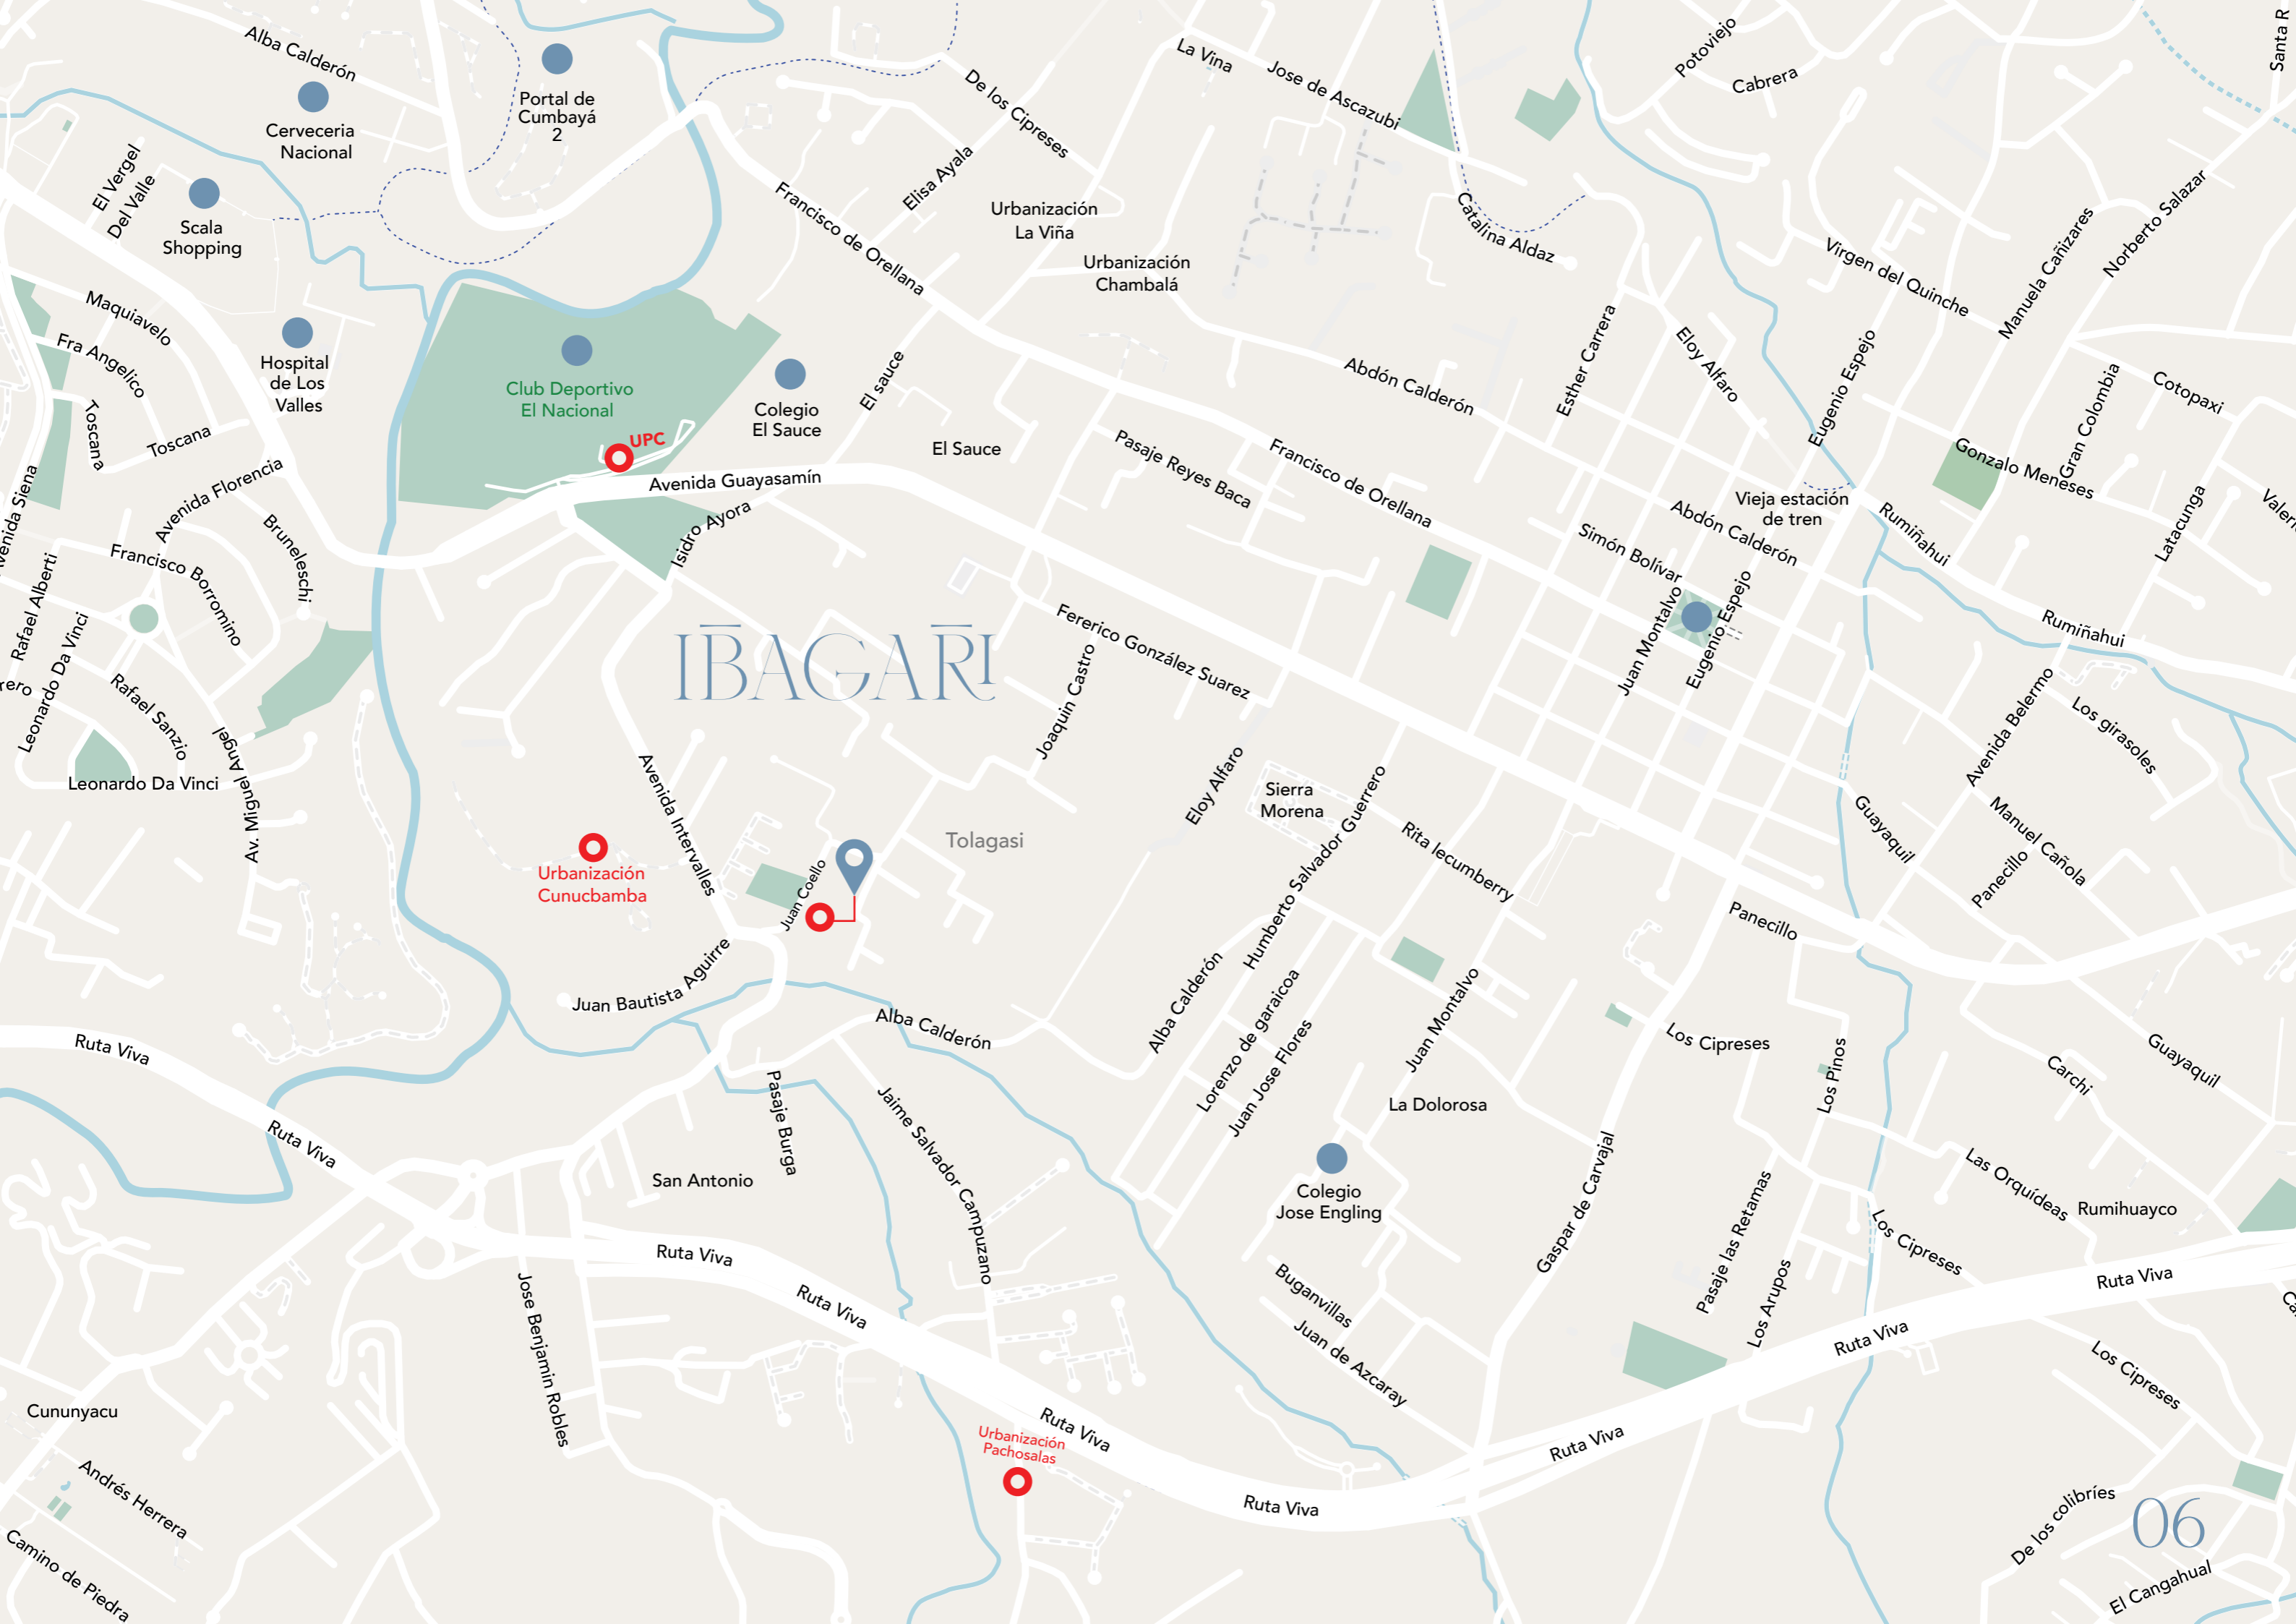 Alba Calderón
Cerveceria
Nacional
Portal de
Cumbayá
2
La Vina
Jose de Ascazubi
De los Cipreses
Potoviejo
Cabrera
Santa R
El Vergel
Del Valle
Scala
Shopping
Elisa Ayala
Francisco de Orellana
Urbanización
La Viña
Urbanización
Chambalá
Catalina Aldaz
Virgen del Quinche
Manuela Cañizares
Norberto Salazar
Maquiavelo
Fra Angelico
Hospital
de Los
Valles
Toscana
Toscana
Club Deportivo
El Nacional
UPC
Colegio
El Sauce
El sauce
El Sauce
Abdón Calderón
Esther Carrera
Eloy Alfaro
Eugenio Espejo
Gran Colombia
Cotopaxi
Gonzalo Meneses
Avenida Siena
Avenida Florencia
Avenida Guayasamín
Isidro Ayora
Pasaje Reyes Baca
Francisco de Orellana
Vieja estación
de tren
Abdón Calderón
Simón Bolívar
Rumiñahui
Latacunga
Valern
Bruneleschi
Francisco Borromino
Rafael Alberti
Leonardo Da Vinci
rero
Rafael Sanzio
IBAGARI
Fererico González Suarez
Joaquin Castro
Juan Montalvo
Eugenio Espejo
Rumiñahui
Avenida Belermo
Los girasoles
Leonardo Da Vinci
Av. Miguel Angel
Avenida Intervalles
Eloy Alfaro
Sierra
Morena
Humberto Salvador Guerrero
Rita lecumberry
Guayaquil
Manuel Cañola
Panecillo
Urbanización
Cunucbamba
Juan Coello
Tolagasi
Panecillo
Juan Bautista Aguirre
Alba Calderón
Alba Calderón
Lorenzo de garaicoa
Juan Jose Flores
Juan Montalvo
Los Cipreses
Los Pinos
Carchi
Guayaquil
Ruta Viva
Ruta Viva
Pasaje Burga
Jaime Salvador Campuzano
La Dolorosa
San Antonio
Colegio
Jose Engling
Gaspar de Carvajal
Pasaje las Retamas
Las Orquídeas
Rumihuayco
Los Cipreses
Ruta Viva
Ruta Viva
Ruta Viva
Jose Benjamin Robles
Buganvillas
Juan de Azcaray
Los Arupos
Ruta Viva
Los Cipreses
Ca
Cununyacu
Urbanización
Pachosalas
Ruta Viva
Ruta Viva
Ruta Viva
Andrés Herrera
Camino de Piedra
De los colibríes
06
El Cangahual